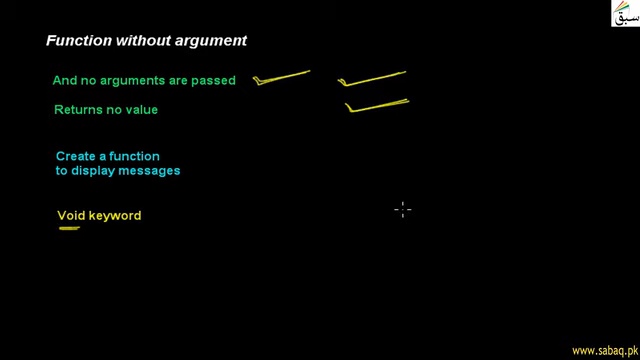 سبق
Function without argument
And no arguments are passed
Returns no value
Create a function
to display messages
Void keyword
www.sabaq.pk